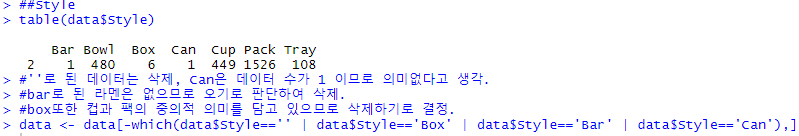 > ##Style
> table(data$Style)
Bar Bowl Box Can Cup Pack Tray
2 1 480 6 1 449 1526 108
> #''로 된 데이터는 삭제, Can은 데이터 수가 1 이므로 의미없다고 생각.
> #bar로 된 라멘은 없으므로 오기로 판단하여 삭제.
> #box또한 컵과 팩의 중의적 의미를 담고 있으므로 삭제하기로 결정.
> data <- data[-which(data$Style=='' | data$Style=='Box' | data$Style=='Bar' | data$Style=='Can'),]